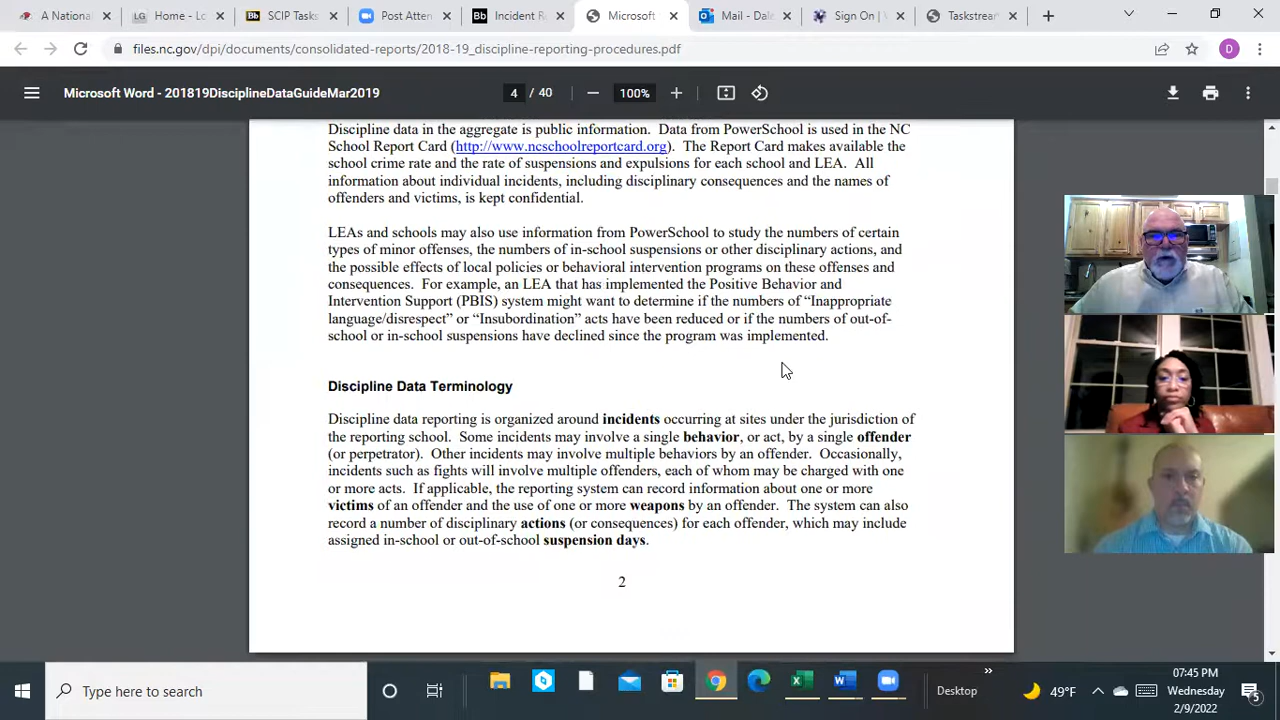 A Nationa
Home - Lo
SCIP Tasks
Post Atten
Incident R
Microsoft
Mail - Dale
Sign On | W
Taskstream
files.nc.gov/dpi/documents/consolidated-reports/2018-19_discipline-reporting-procedures.pdf
D
Microsoft Word - 201819DisciplineDataGuideMar2019
4 / 40
100%
Discipline data in the aggregate is public information. Data from PowerSchool is used in the NC
School Report Card (http://www.ncschoolreportcard.org). The Report Card makes available the
school crime rate and the rate of suspensions and expulsions for each school and LEA. All
information about individual incidents, including disciplinary consequences and the names of
offenders and victims, is kept confidential.
LEAs and schools may also use information from PowerSchool to study the numbers of certain
types of minor offenses, the numbers of in-school suspensions or other disciplinary actions, and
the possible effects of local policies or behavioral intervention programs on these offenses and
consequences. For example, an LEA that has implemented the Positive Behavior and
Intervention Support (PBIS) system might want to determine if the numbers of “Inappropriate
language/disrespect” or “Insubordination” acts have been reduced or if the numbers of out-of-
school or in-school suspensions have declined since the program was implemented.
Discipline Data Terminology
Discipline data reporting is organized around incidents occurring at sites under the jurisdiction of
the reporting school. Some incidents may involve a single behavior, or act, by a single offender
(or perpetrator). Other incidents may involve multiple behaviors by an offender. Occasionally,
incidents such as fights will involve multiple offenders, each of whom may be charged with one
or more acts. If applicable, the reporting system can record information about one or more
victims of an offender and the use of one or more weapons by an offender. The system can also
record a number of disciplinary actions (or consequences) for each offender, which may include
assigned in-school or out-of-school suspension days.
2
Type here to search
Desktop
49°F
07:45 PM
Wednesday
2/9/2022
5